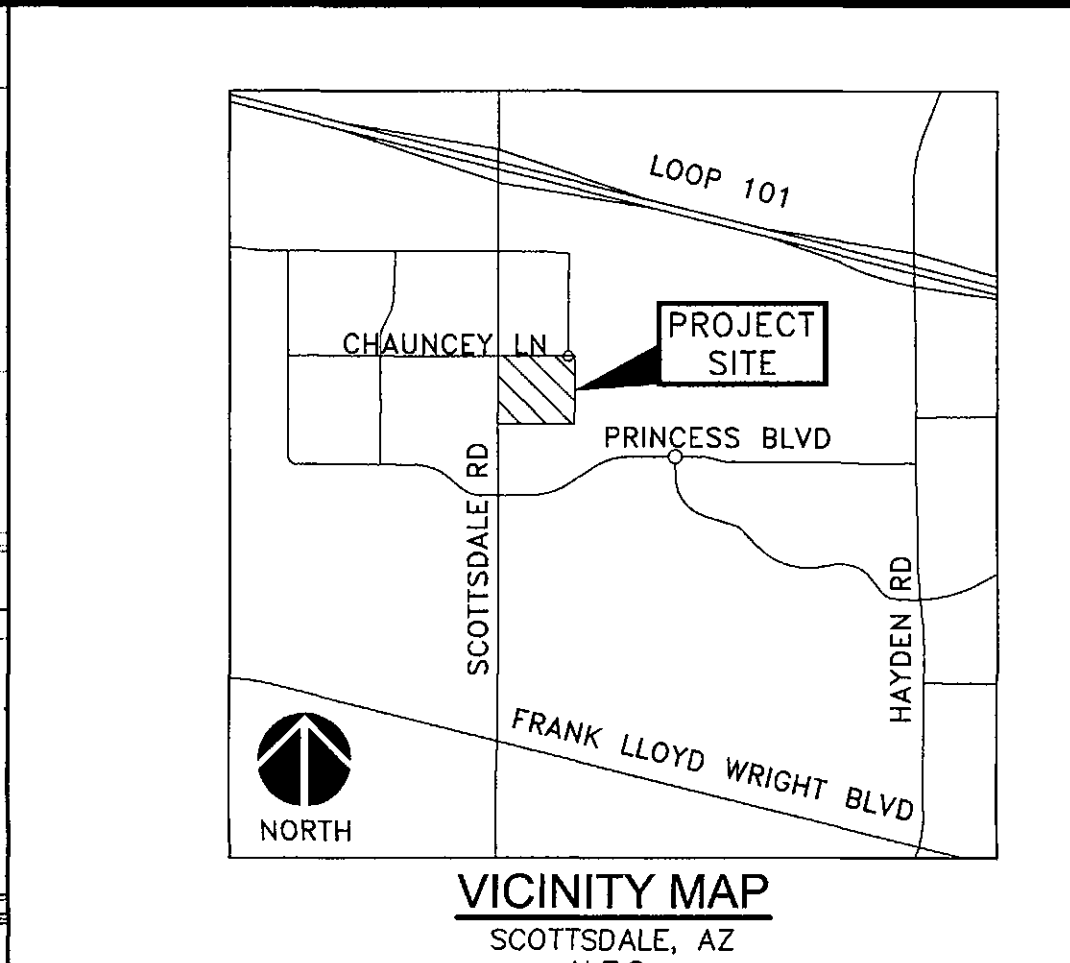 LOOP 101
CHAUNCEY LN
PROJECT
SITE
PRINCESS BLVD
SCOTTSDALE RD
HAYDEN RD
FRANK LLOYD WRIGHT BLVD
NORTH
VICINITY MAP
SCOTTSDALE, AZ